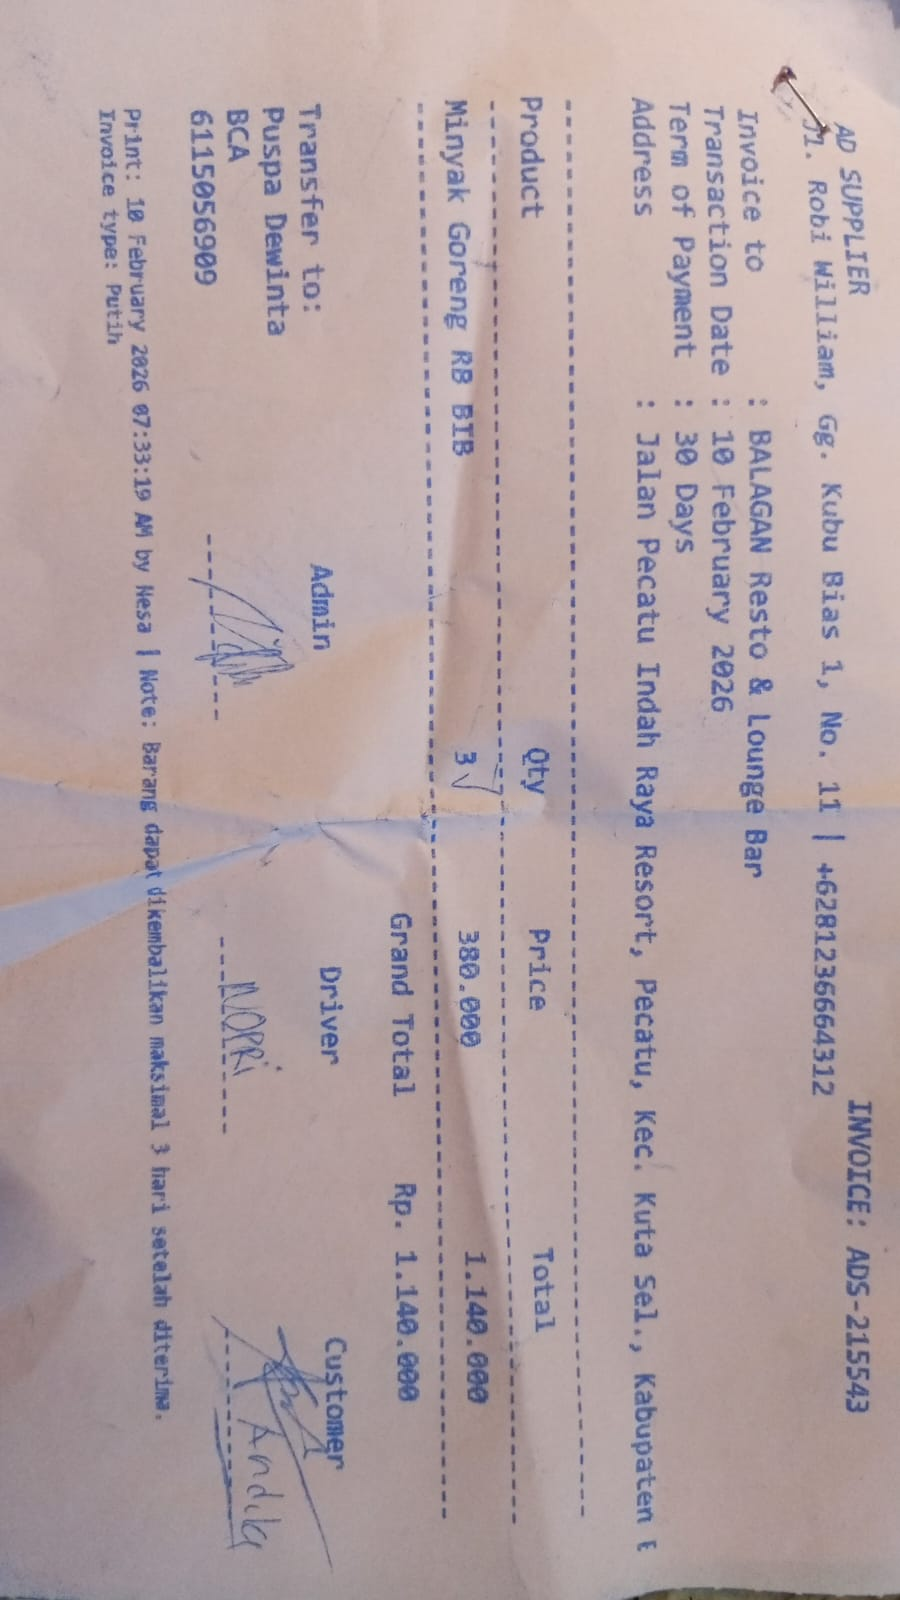 AD SUPPLIER INVOICE: ADS-215543
Jl. Robi William, Gg. Kubu Bias 1, No. 11 | +6281236664312
Invoice to : BALAGAN Resto & Lounge Bar
Transaction Date : 10 February 2026
Term of Payment : 30 Days
Address : Jalan Pecatu Indah Raya Resort, Pecatu, Kec. Kuta Sel., Kabupaten
Product Qty Price Total
Minyak Goreng RB BIB 3 380.000 1.140.000
Grand Total Rp. 1.140.000
Transfer to: Admin Driver Customer
Puspa Dewinta
BCA
6115056909 NOPRi Andika
Print: 10 February 2026 07:33:19 AM by Nesa | Note: Barang dapat dikembalikan maksimal 3 hari setelah diterima.
Invoice type: Putih